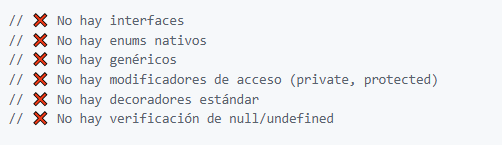 // ❌ No hay interfaces
// ❌ No hay enums nativos
// ❌ No hay genéricos
// ❌ No hay modificadores de acceso (private, protected)
// ❌ No hay decoradores estándar
// ❌ No hay verificación de null/undefined